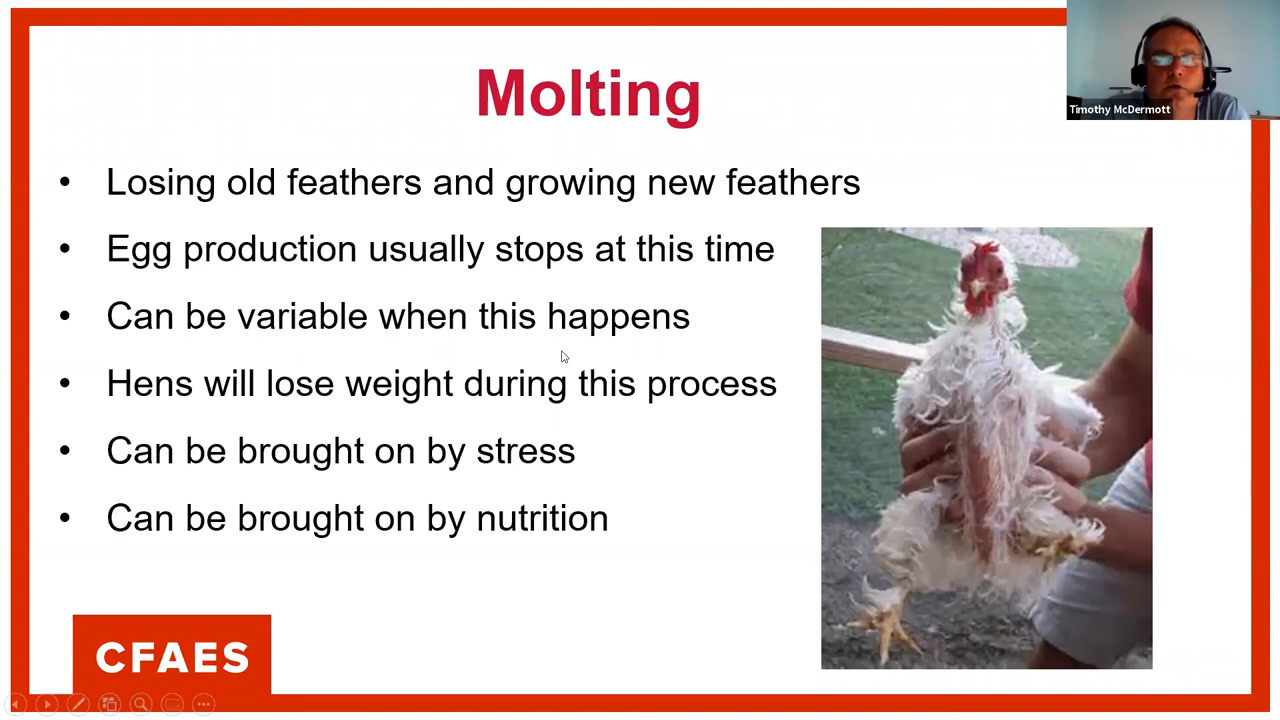 Molting
Timothy McDermott
• Losing old feathers and growing new feathers
• Egg production usually stops at this time
• Can be variable when this happens
• Hens will lose weight during this process
• Can be brought on by stress
• Can be brought on by nutrition
CFAES